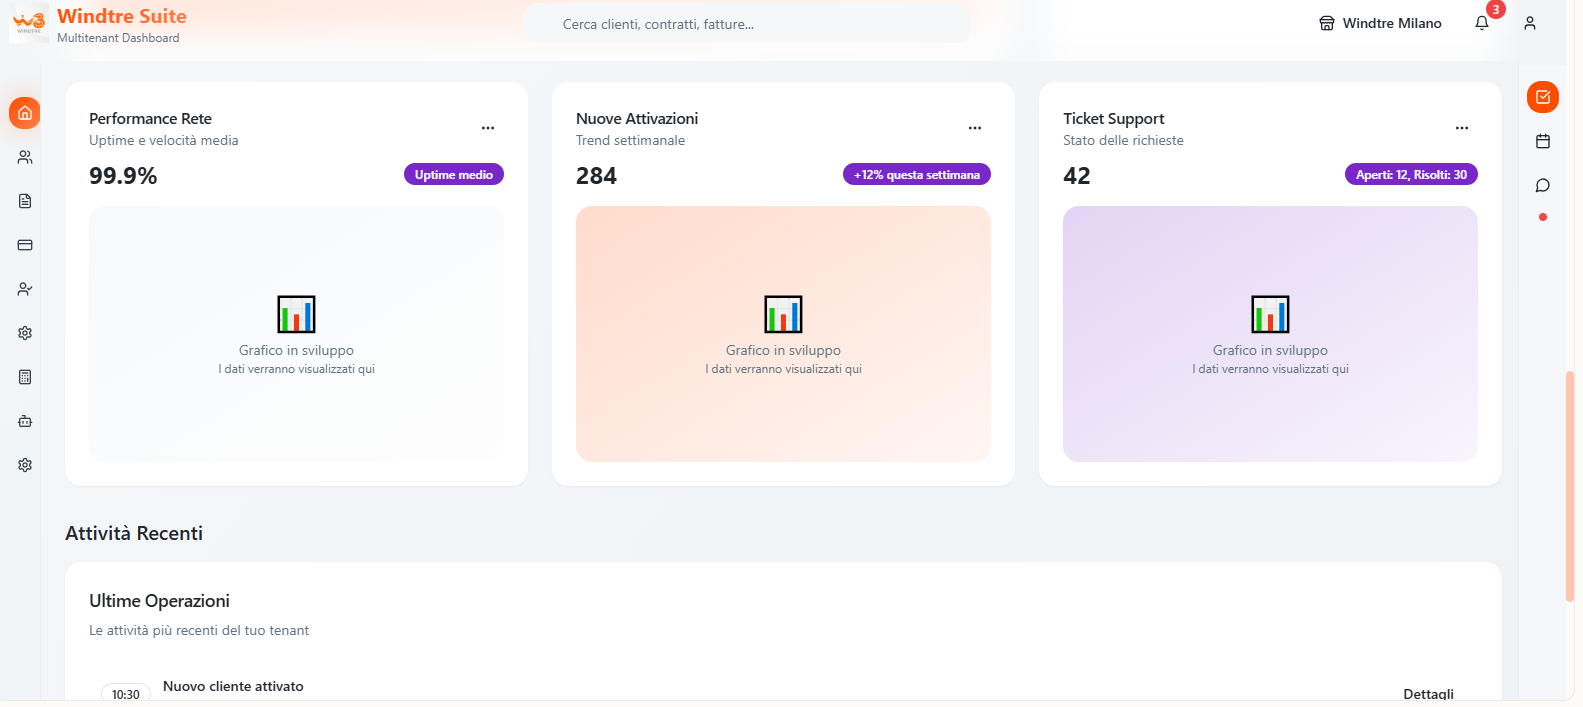 WINDTRE
Windtre Suite
Multitenant Dashboard
Cerca clienti, contratti, fatture...
Windtre Milano
3
Performance Rete
Uptime e velocità media
99.9%
Uptime medio
Grafico in sviluppo
I dati verranno visualizzati qui
Nuove Attivazioni
Trend settimanale
284
+12% questa settimana
Grafico in sviluppo
I dati verranno visualizzati qui
Ticket Support
Stato delle richieste
42
Aperti: 12, Risolti: 30
Grafico in sviluppo
I dati verranno visualizzati qui
Attività Recenti
Ultime Operazioni
Le attività più recenti del tuo tenant
10:30
Nuovo cliente attivato
Dettagli